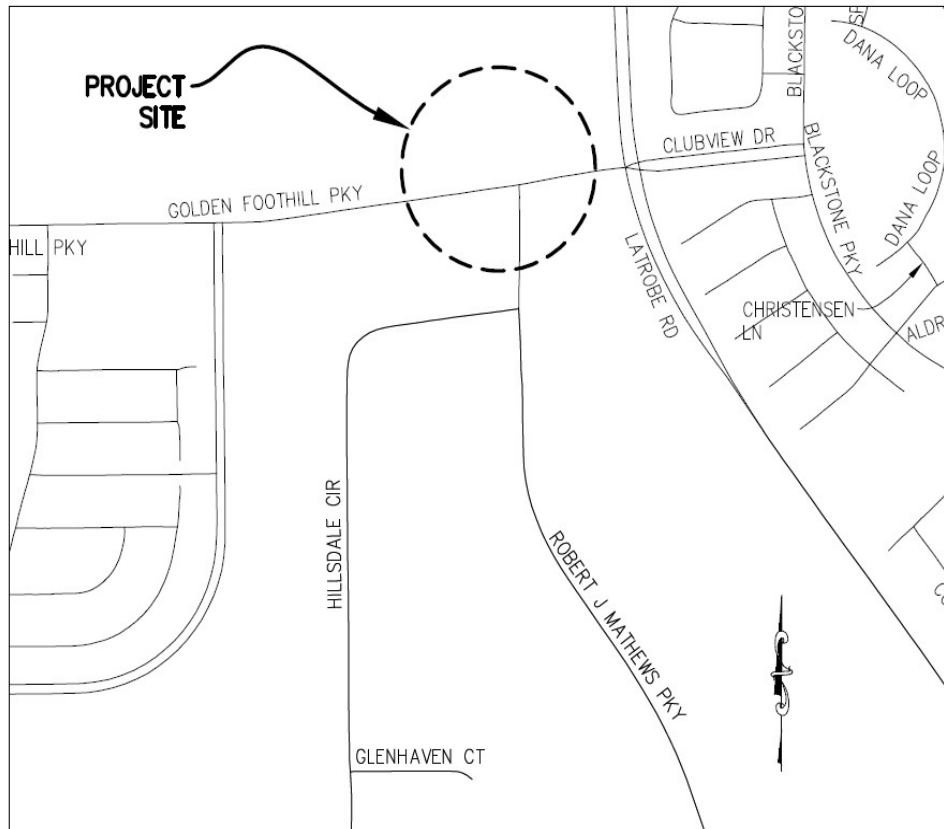 PROJECT
SITE
BLACKSTO
DANA LOOP
CLUBVIEW DR
BLACKSTONE PKY
DANA LOOP
GOLDEN FOOTHILL PKY
HILL PKY
LATROBE RD
CHRISTENSEN
LN
ALDR
HILLSDALE CIR
ROBERT J MATHEWS PKY
GLENHAVEN CT